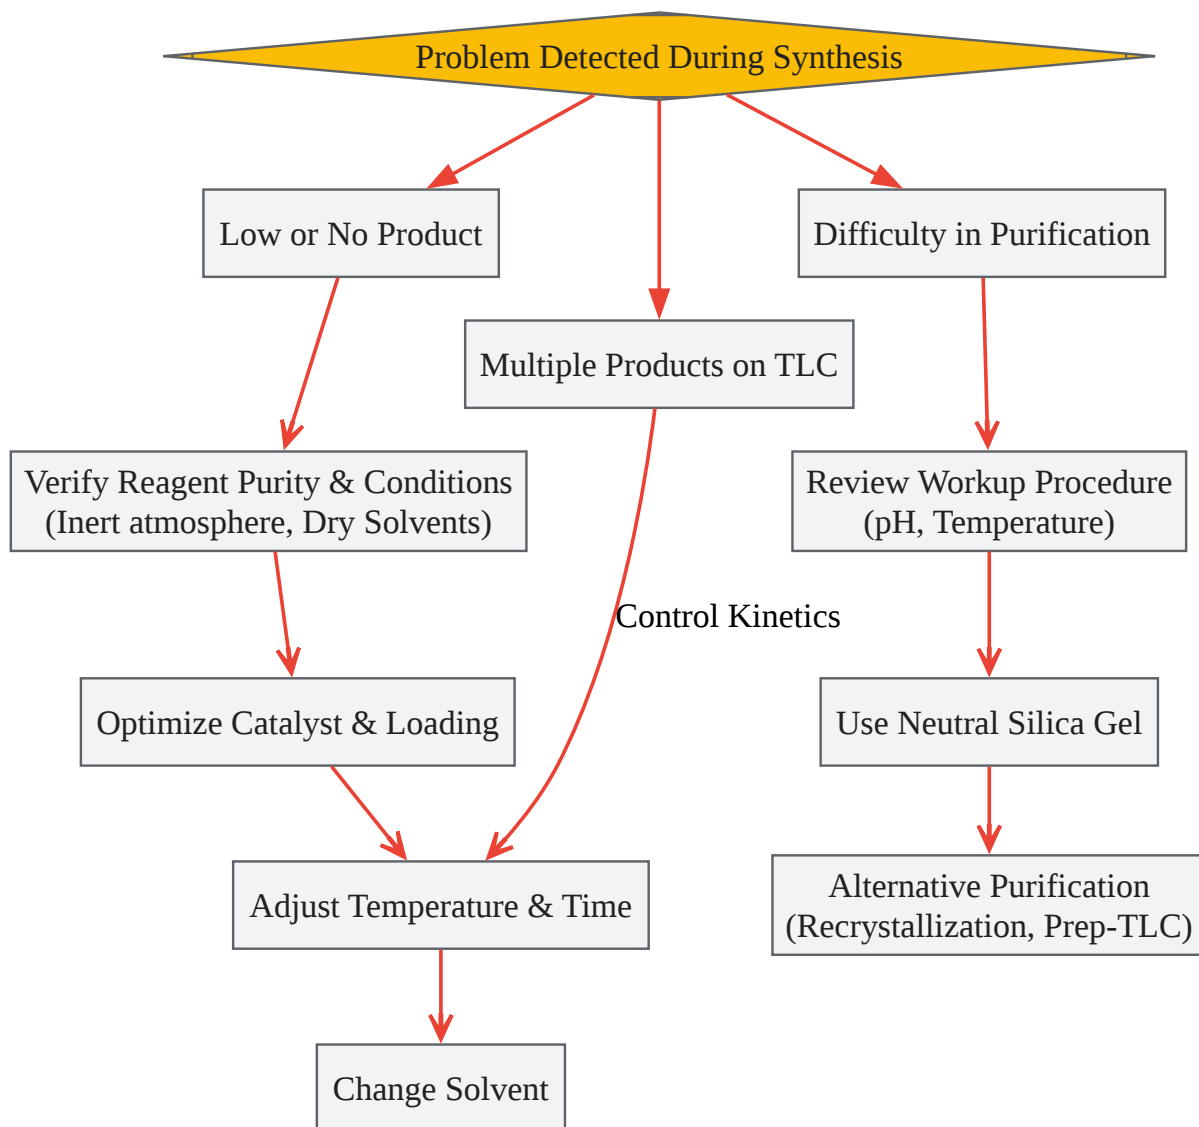 Problem Detected During Synthesis
Low or No Product
Difficulty in Purification
Multiple Products on TLC
Verify Reagent Purity & Conditions
(Inert atmosphere, Dry Solvents)
Review Workup Procedure
(pH, Temperature)
Control Kinetics
Optimize Catalyst & Loading
Use Neutral Silica Gel
Adjust Temperature & Time
Alternative Purification
(Recrystallization, Prep-TLC)
Change Solvent